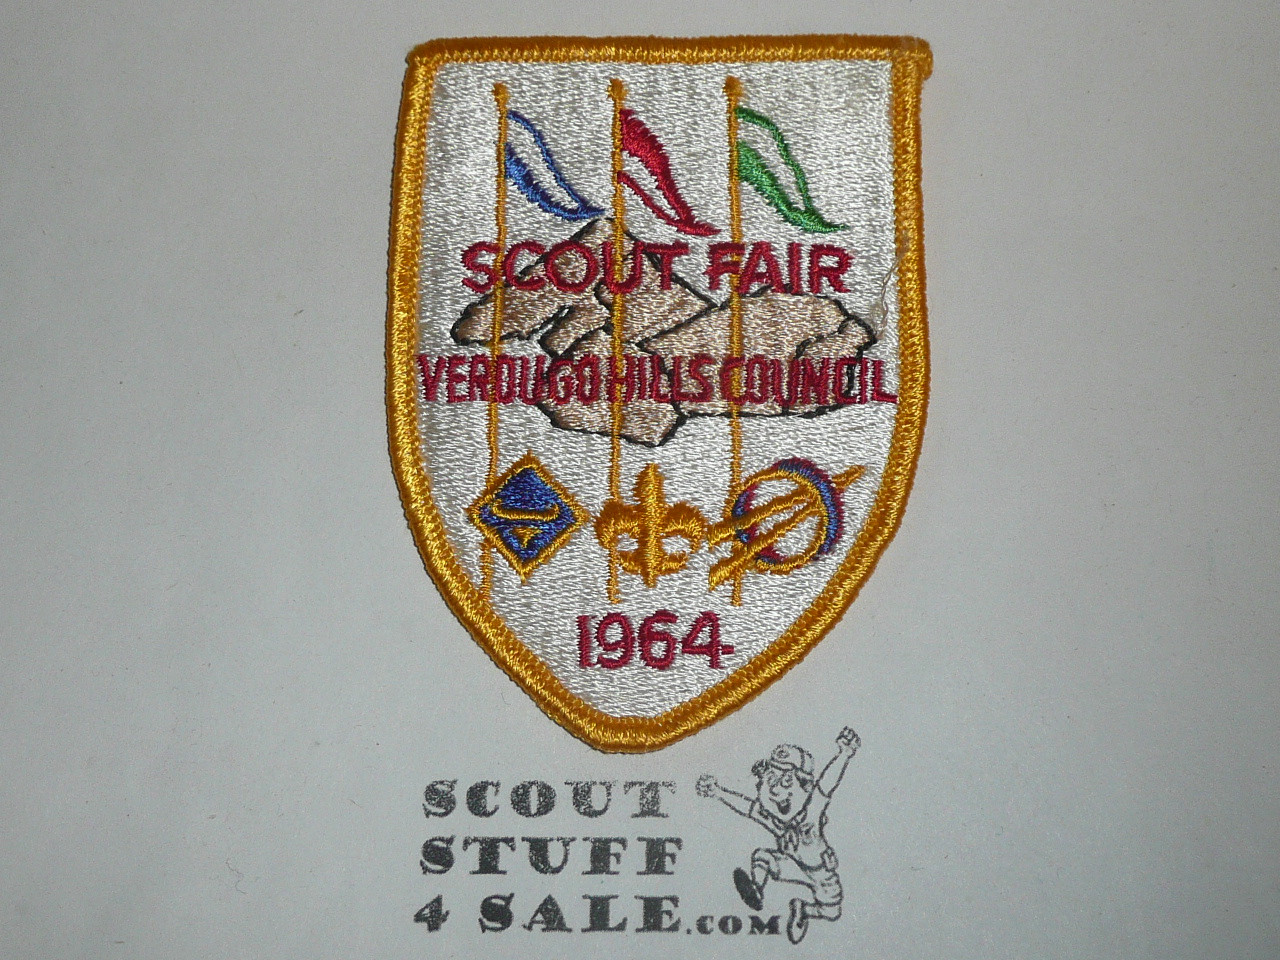 SCOUT FAIR
VERDUGO HILLS COUNCIL
1964
SCOUT
STUFF
4 SALE.COM